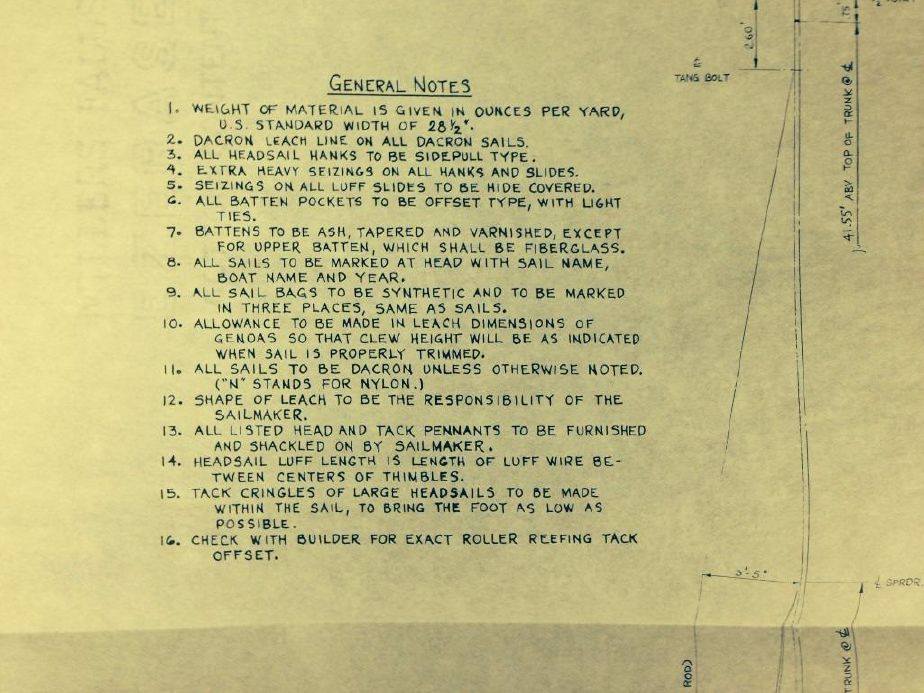 GENERAL NOTES
1. WEIGHT OF MATERIAL IS GIVEN IN OUNCES PER YARD,
U.S. STANDARD WIDTH OF 28 1/2".
2. DACRON LEACH LINE ON ALL DACRON SAILS.
3. ALL HEADSAIL HANKS TO BE SIDEPULL TYPE.
4. EXTRA HEAVY SEIZINGS ON ALL HANKS AND SLIDES.
5. SEIZINGS ON ALL LUFF SLIDES TO BE HIDE COVERED.
6. ALL BATTEN POCKETS TO BE OFFSET TYPE, WITH LIGHT
TIES.
7. BATTENS TO BE ASH, TAPERED AND VARNISHED, EXCEPT
FOR UPPER BATTEN, WHICH SHALL BE FIBERGLASS.
8. ALL SAILS TO BE MARKED AT HEAD WITH SAIL NAME,
BOAT NAME AND YEAR.
9. ALL SAIL BAGS TO BE SYNTHETIC AND TO BE MARKED
IN THREE PLACES, SAME AS SAILS.
10. ALLOWANCE TO BE MADE IN LEACH DIMENSIONS OF
GENOAS SO THAT CLEW HEIGHT WILL BE AS INDICATED
WHEN SAIL IS PROPERLY TRIMMED.
11. ALL SAILS TO BE DACRON UNLESS OTHERWISE NOTED.
("N" STANDS FOR NYLON.)
12. SHAPE OF LEACH TO BE THE RESPONSIBILITY OF THE
SAILMAKER.
13. ALL LISTED HEAD AND TACK PENNANTS TO BE FURNISHED
AND SHACKLED ON BY SAILMAKER.
14. HEADSAIL LUFF LENGTH IS LENGTH OF LUFF WIRE BE-
TWEEN CENTERS OF THIMBLES.
15. TACK CRINGLES OF LARGE HEADSAILS TO BE MADE
WITHIN THE SAIL, TO BRING THE FOOT AS LOW AS
POSSIBLE.
16. CHECK WITH BUILDER FOR EXACT ROLLER REEFING TACK
OFFSET.
2.60'
℄
TANG BOLT
.75'
41.55' ABV TOP OF TRUNK @ ℄
5'-5"
℄ SPRDR.
ROD)
TRUNK @ ℄